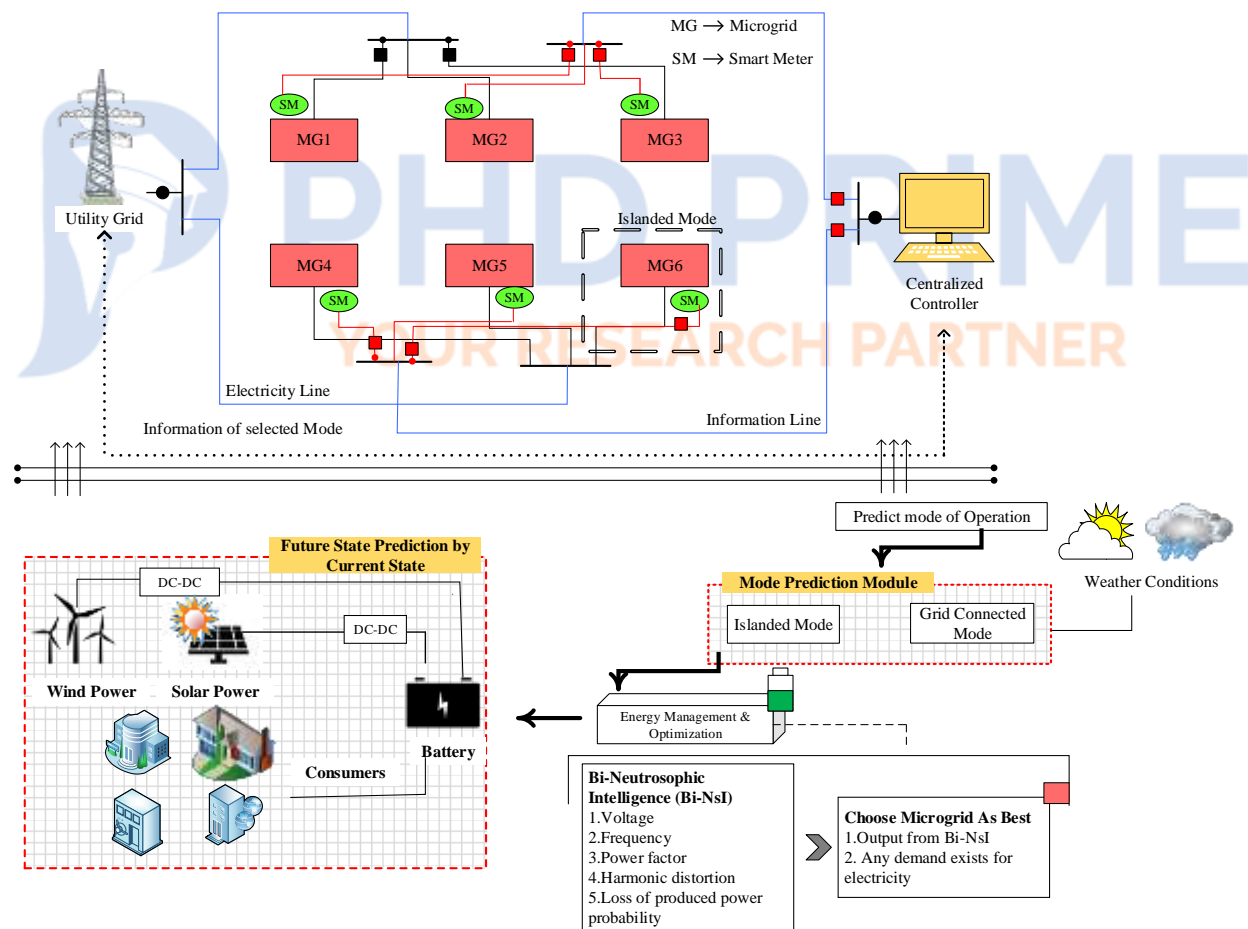 MG → Microgrid
SM → Smart Meter
SM
SM
SM
MG1
MG2
MG3
PHD PRIME
YOUR RESEARCH PARTNER
Utility Grid
Islanded Mode
MG4
MG5
MG6
SM
SM
SM
Centralized
Controller
Electricity Line
Information Line
Information of selected Mode
Predict mode of Operation
Weather Conditions
Future State Prediction by
Current State
DC-DC
DC-DC
Wind Power
Solar Power
Battery
Consumers
Mode Prediction Module
Islanded Mode
Grid Connected
Mode
Energy Management &
Optimization
Bi-Neutrosophic
Intelligence (Bi-NsI)
1.Voltage
2.Frequency
3.Power factor
4.Harmonic distortion
5.Loss of produced power
probability
Choose Microgrid As Best
1.Output from Bi-NsI
2. Any demand exists for
electricity